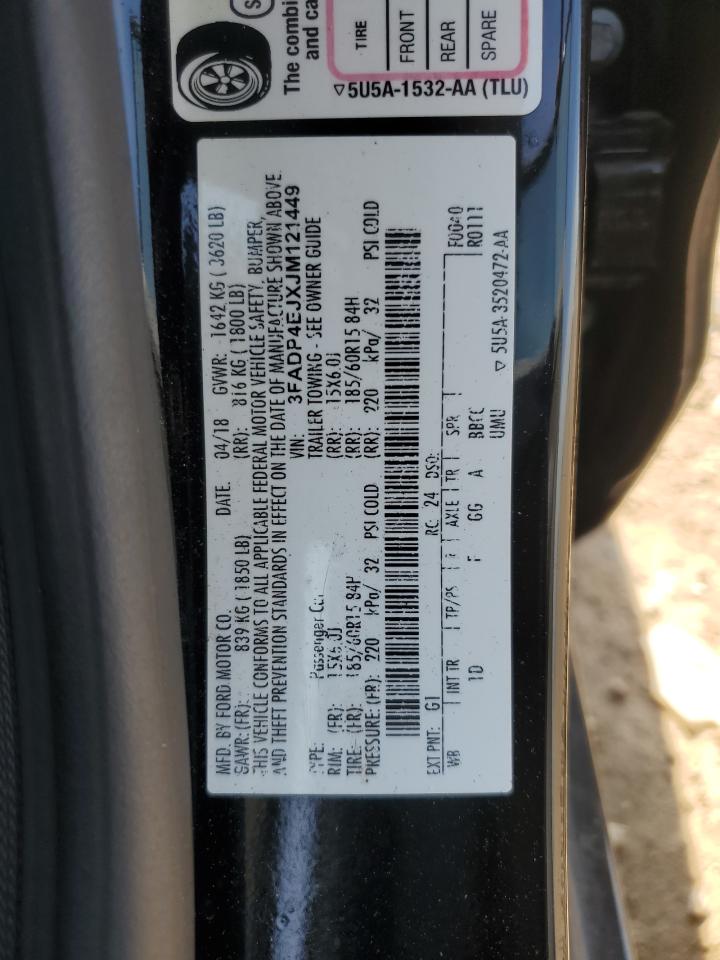 The combi
and ca
TIRE
FRONT
REAR
SPARE
5U5A-1532-AA (TLU)
MFD. BY FORD MOTOR CO. DATE: 04/18 GVWR: 1642 KG ( 3620 LB)
GAWR: (FR): 839 KG ( 1850 LB) (RR): 816 KG ( 1800 LB)
THIS VEHICLE CONFORMS TO ALL APPLICABLE FEDERAL MOTOR VEHICLE SAFETY, BUMPER,
AND THEFT PREVENTION STANDARDS IN EFFECT ON THE DATE OF MANUFACTURE SHOWN ABOVE.
VIN: 3FADP4EJXJM121449
TYPE: Passenger Car TRAILER TOWING - SEE OWNER GUIDE
RIM: (FR): 15X6.0J (RR): 15X6.0J
TIRE: (FR): 185/60R15 84H (RR): 185/60R15 84H
PRESSURE: (FR): 220 kPa/ 32 PSI COLD (RR): 220 kPa/ 32 PSI COLD
EXT PNT: G1 RC: 24 DSO: F0040
WB INT TR TP/PS R AXLE TR SPR R0111
1D F GG A BBCC
UMU
5U5A-3520472-AA